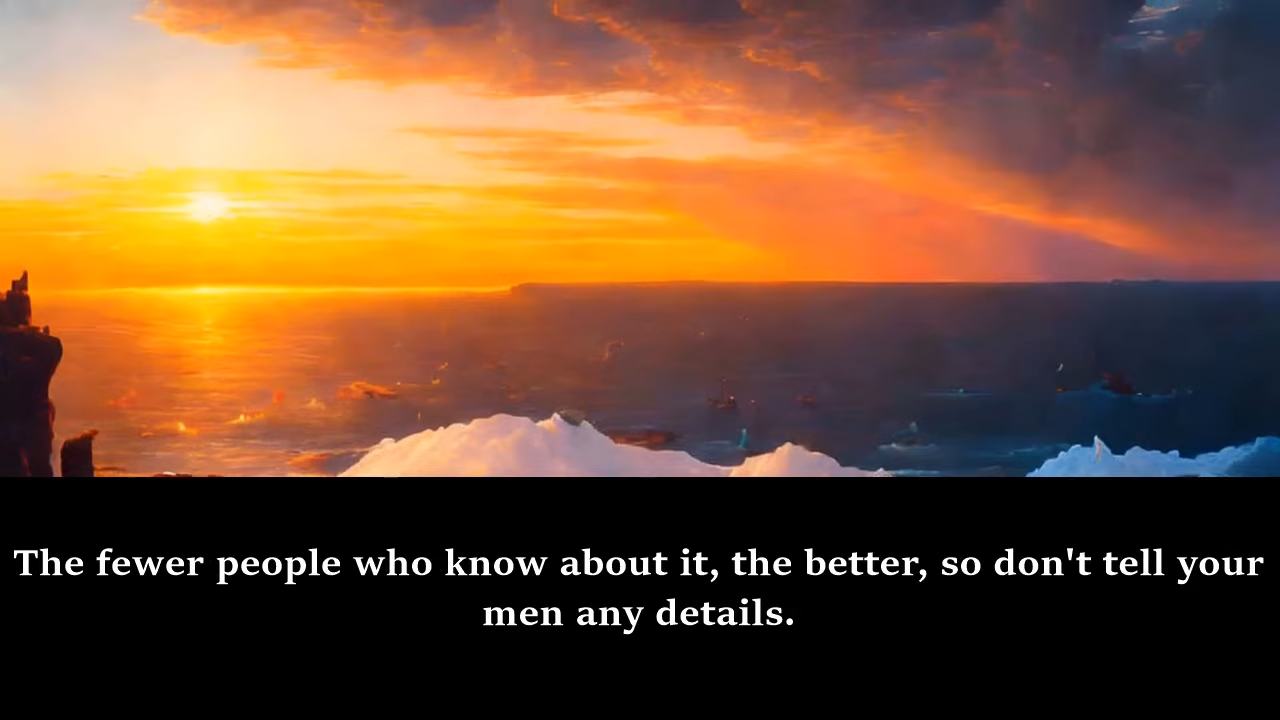 The fewer people who know about it, the better, so don't tell your
men any details.